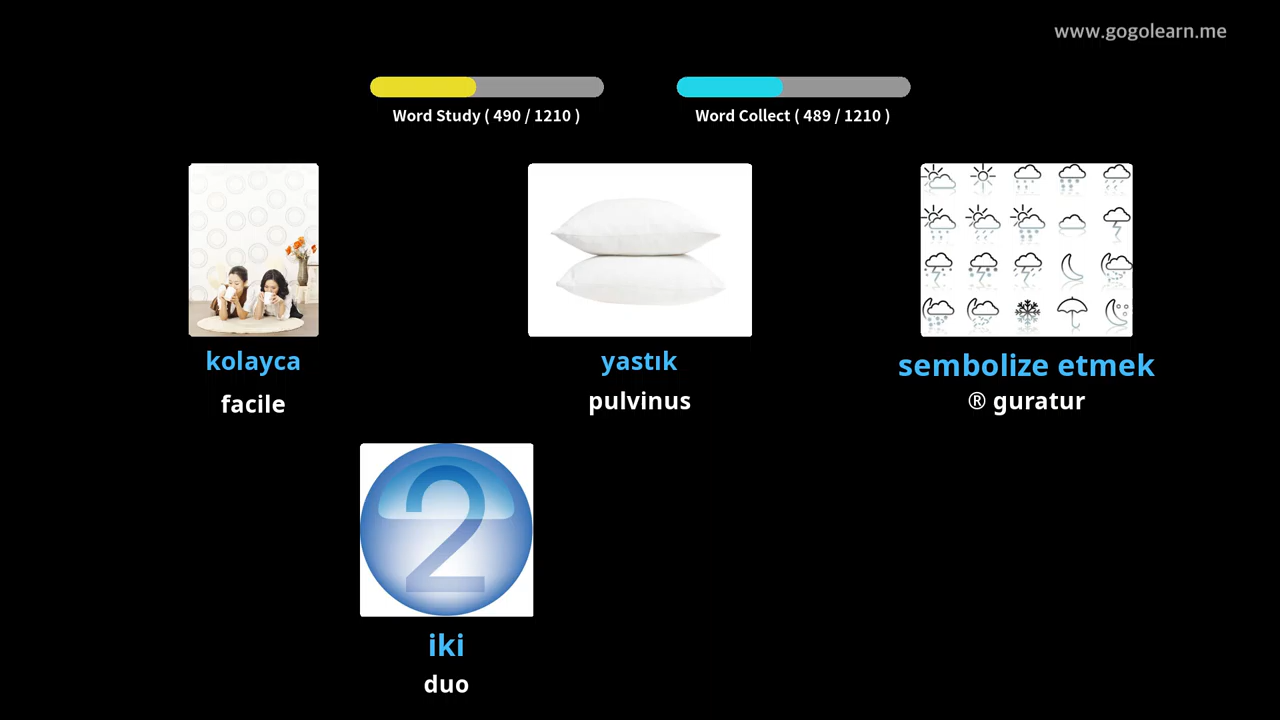 www.gogolearn.me
Word Study ( 490 / 1210 )
Word Collect ( 489 / 1210 )
kolayca
facile
yastık
pulvinus
sembolize etmek
® guratur
2
iki
duo